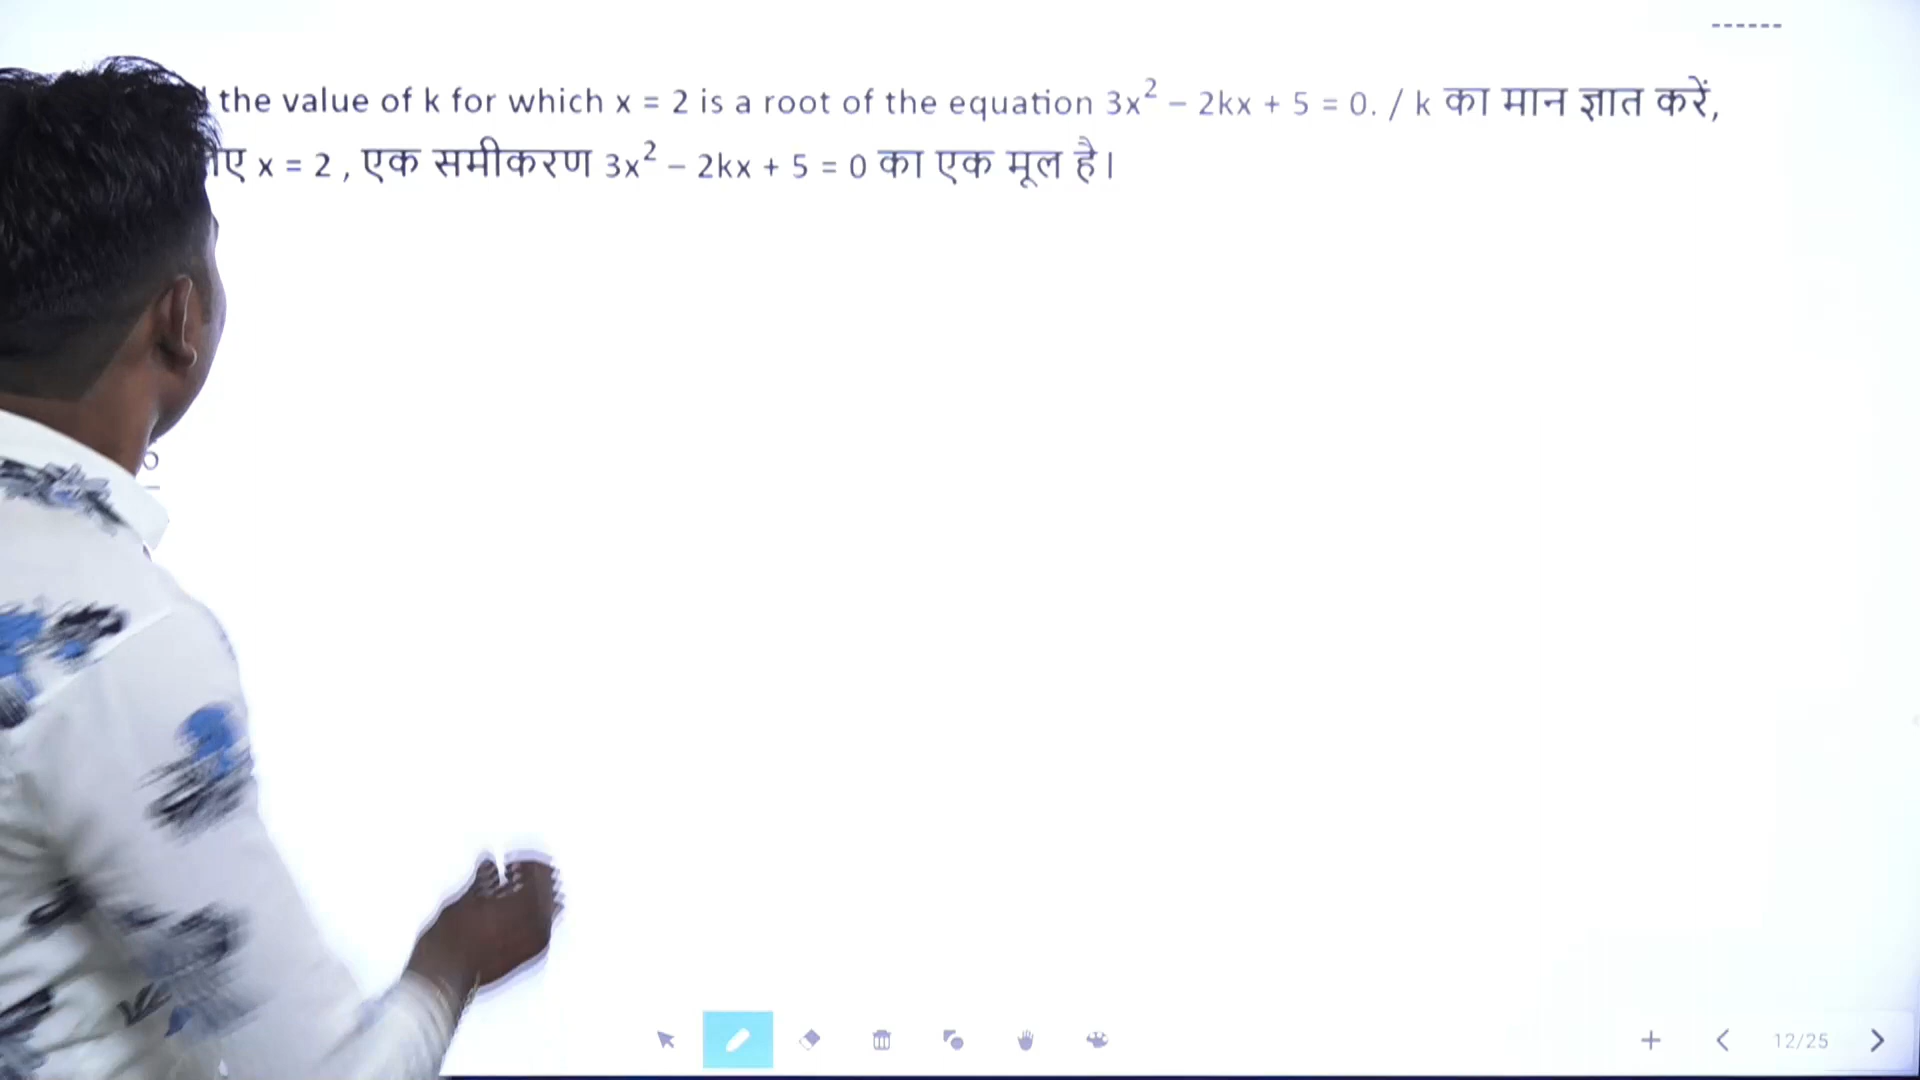 ------
the value of k for which x = 2 is a root of the equation 3x² – 2kx + 5 = 0. / k का मान ज्ञात करें,
x = 2 , एक समीकरण 3x² – 2kx + 5 = 0 का एक मूल है।
12/25